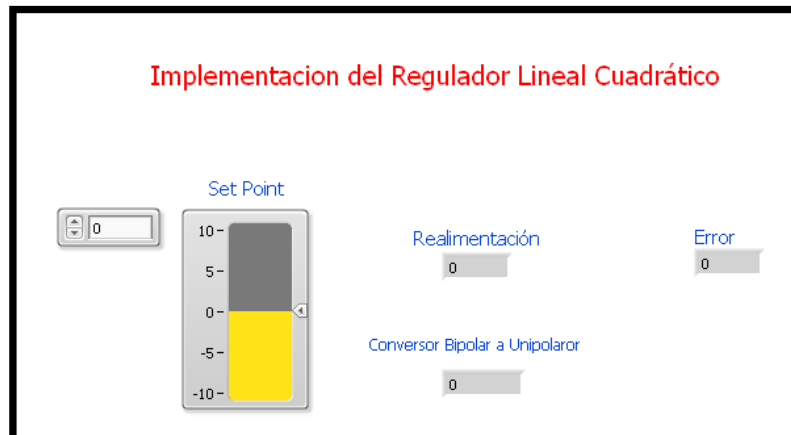 Implementacion del Regulador Lineal Cuadrático
Set Point
0
10
5
0
-5
-10
Realimentación
0
Error
0
Conversor Bipolar a Unipolaror
0